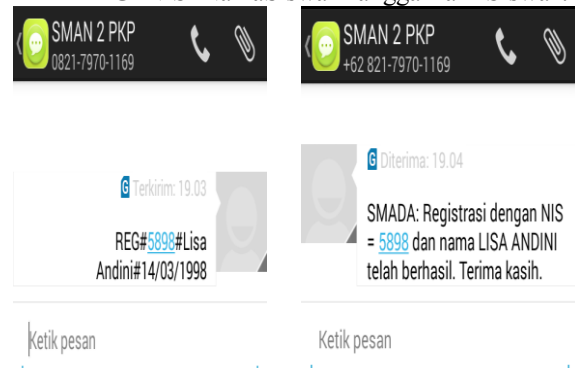 SMAN 2 PKP
0821-7970-1169
Terkirim: 19.03
REG#5898#Lisa
Andini#14/03/1998
Ketik pesan
SMAN 2 PKP
+62 821-7970-1169
Diterima: 19.04
SMADA: Registrasi dengan NIS
= 5898 dan nama LISA ANDINI
telah berhasil. Terima kasih.
Ketik pesan